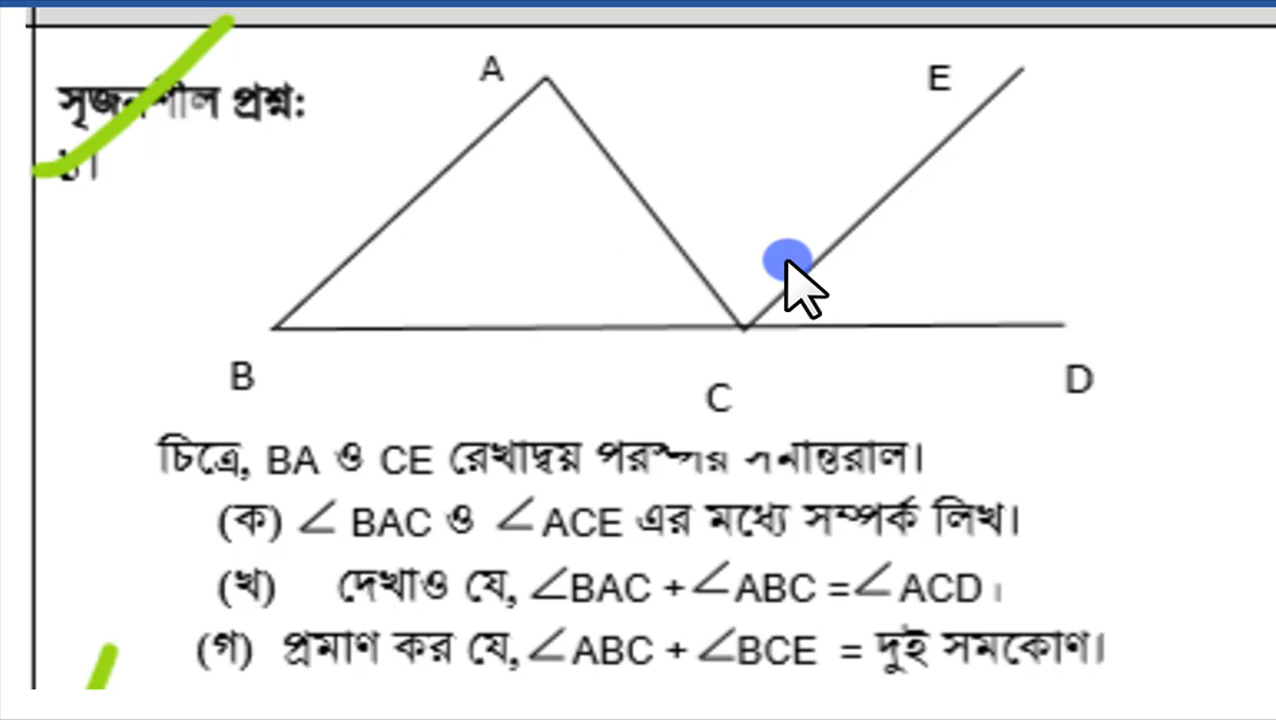 A
E
সৃজনশীল প্রশ্ন:
B
C
D
চিত্রে, BA ও CE রেখাদ্বয় পরস্পর সমান্তরাল।
(ক) ∠ BAC ও ∠ACE এর মধ্যে সম্পর্ক লিখ।
(খ) দেখাও যে, ∠BAC + ∠ABC =∠ ACD।
(গ) প্রমাণ কর যে, ∠ABC + ∠BCE = দুই সমকোণ।